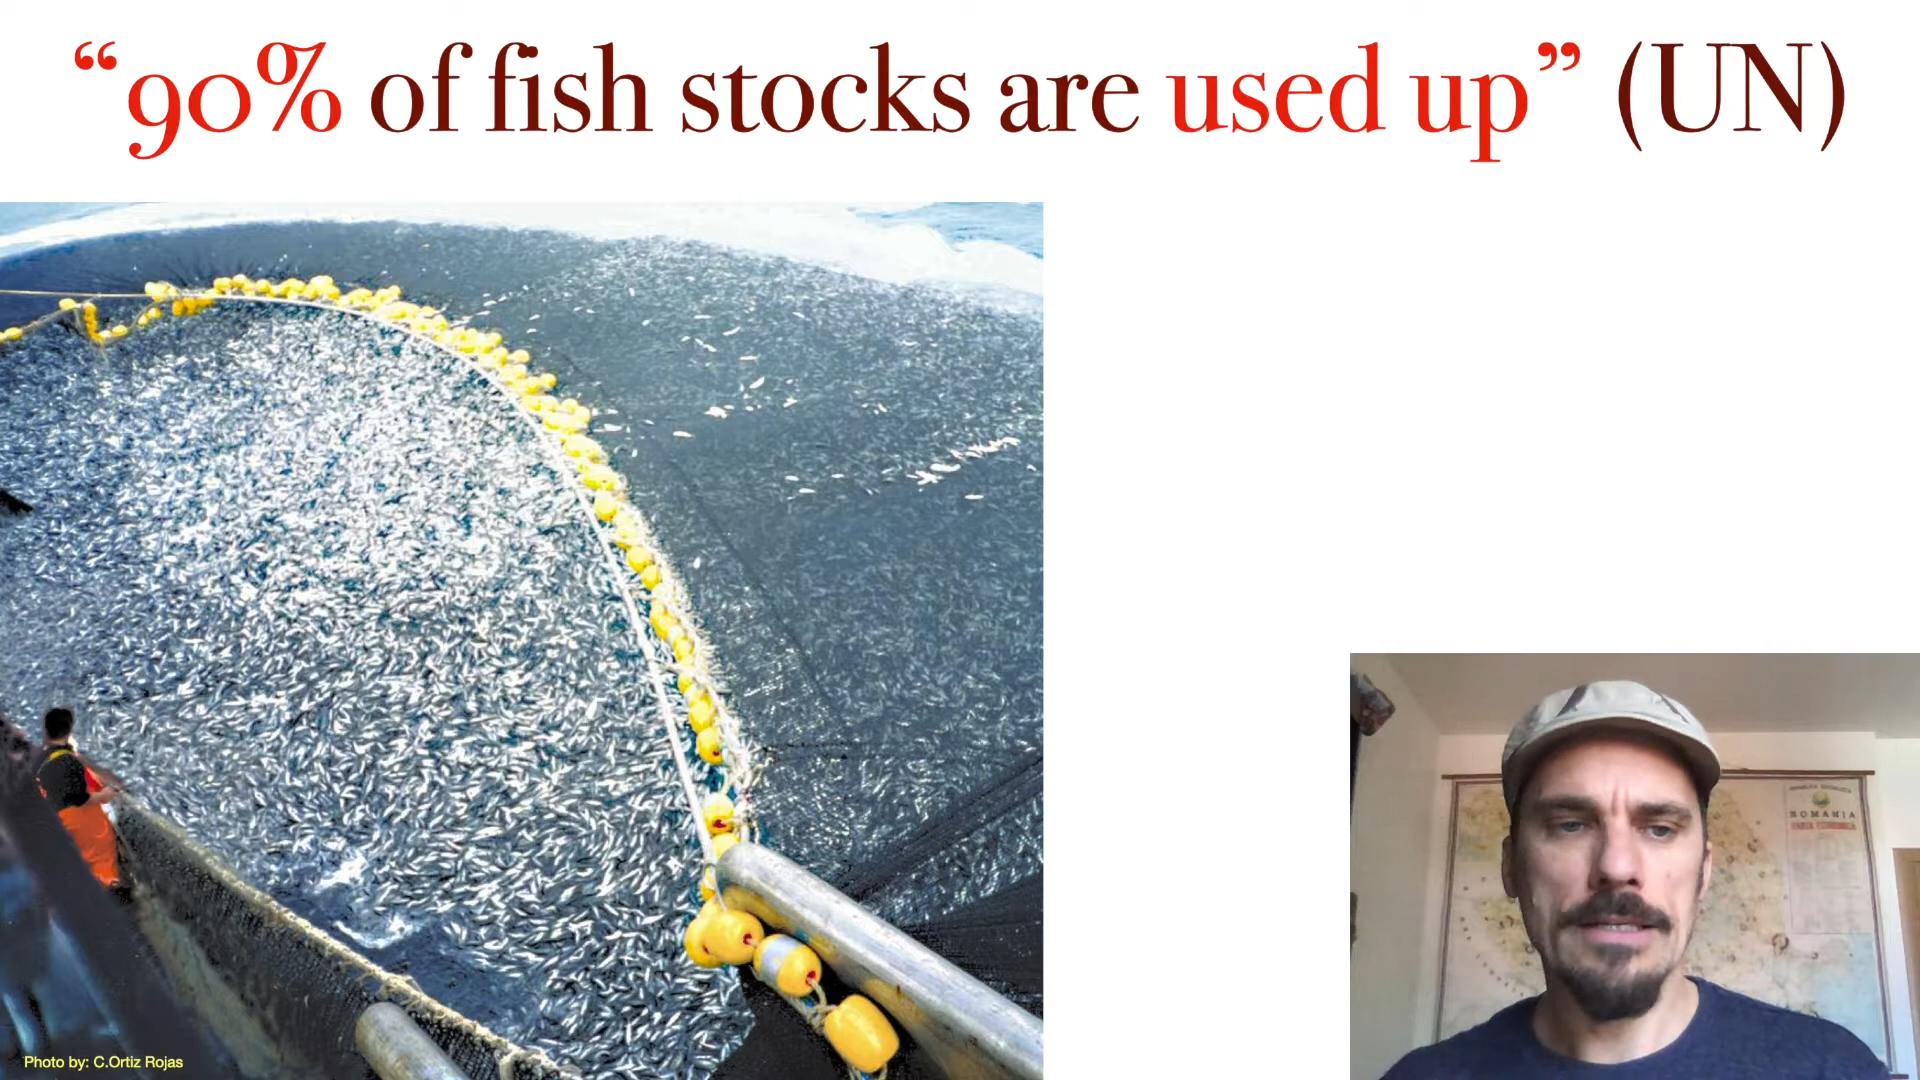 “90% of fish stocks are used up” (UN)
Photo by: C.Ortiz Rojas
ROMANIA